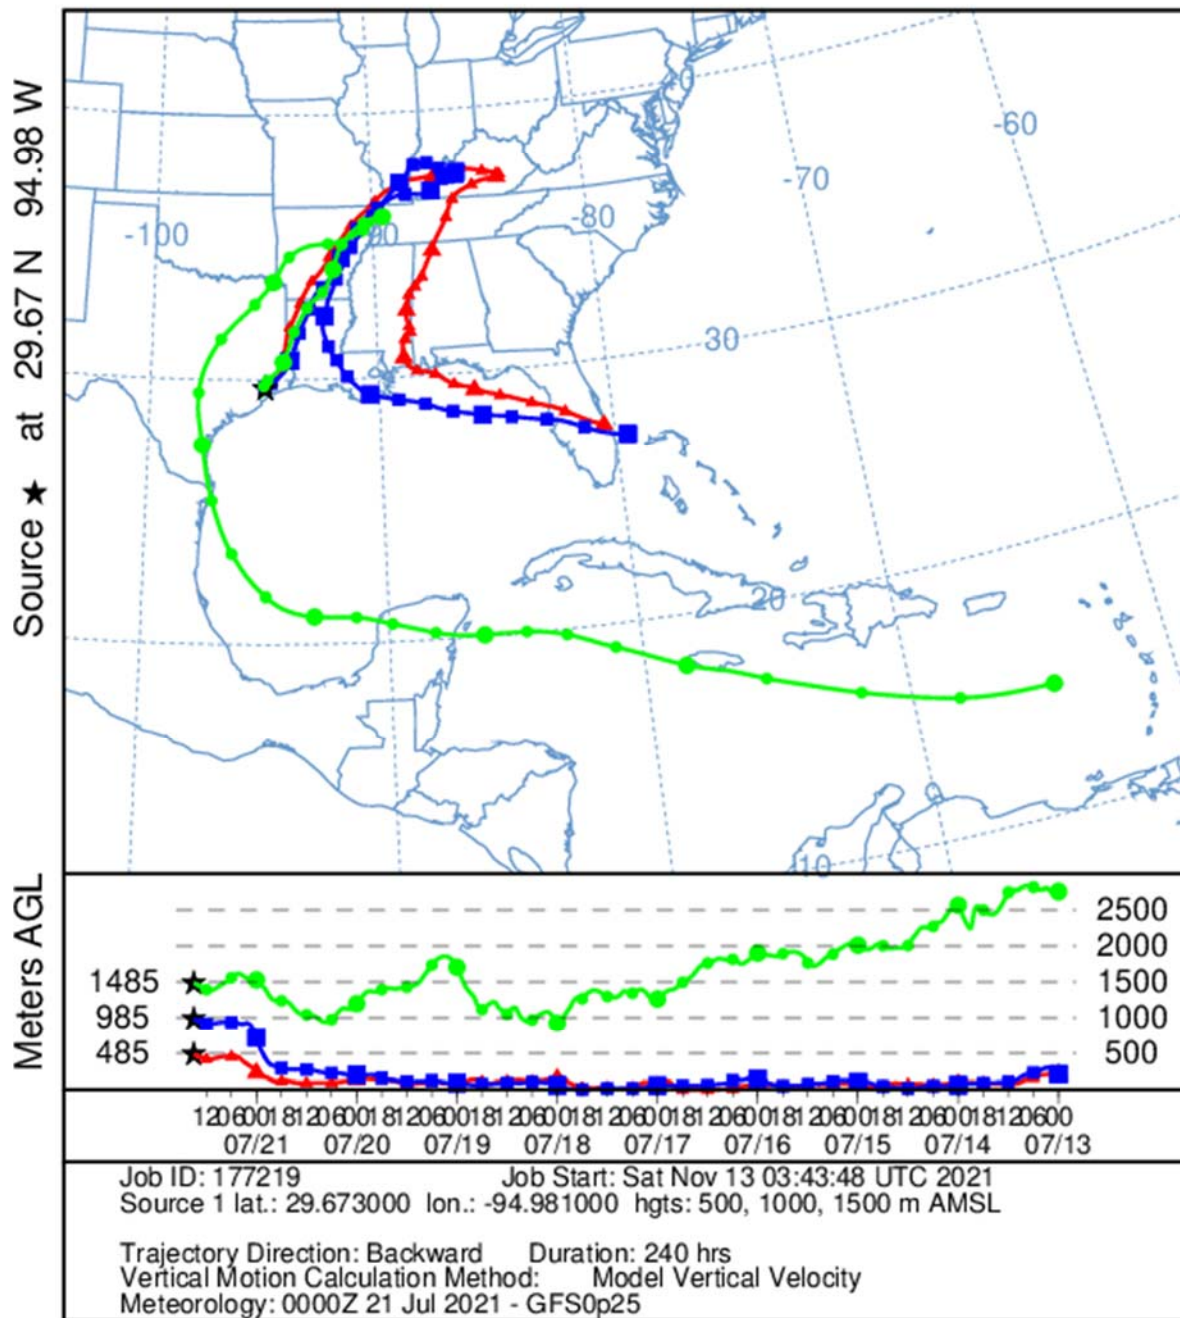 Source ★ at 29.67 N 94.98 W
-60
-70
-80
-100
90
30
20
10
Meters AGL
2500
2000
1485 1500
985 1000
485 500
07/21 07/20 07/19 07/18 07/17 07/16 07/15 07/14 07/13
Job ID: 177219 Job Start: Sat Nov 13 03:43:48 UTC 2021
Source 1 lat.: 29.673000 lon.: -94.981000 hgts: 500, 1000, 1500 m AMSL
Trajectory Direction: Backward Duration: 240 hrs
Vertical Motion Calculation Method: Model Vertical Velocity
Meteorology: 0000Z 21 Jul 2021 - GFS0p25